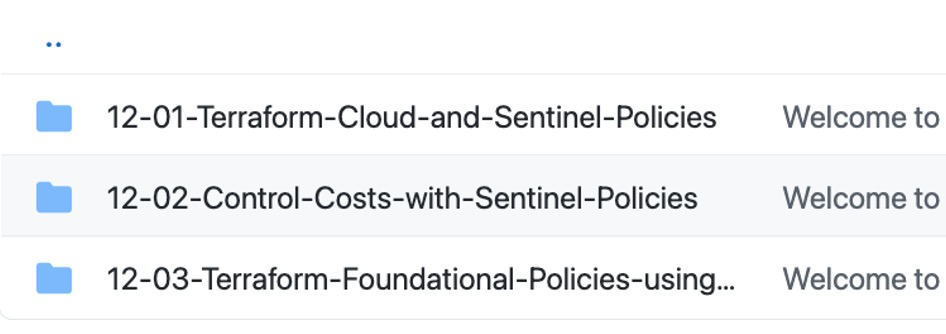 ..
12-01-Terraform-Cloud-and-Sentinel-Policies Welcome to
12-02-Control-Costs-with-Sentinel-Policies Welcome to
12-03-Terraform-Foundational-Policies-using... Welcome to